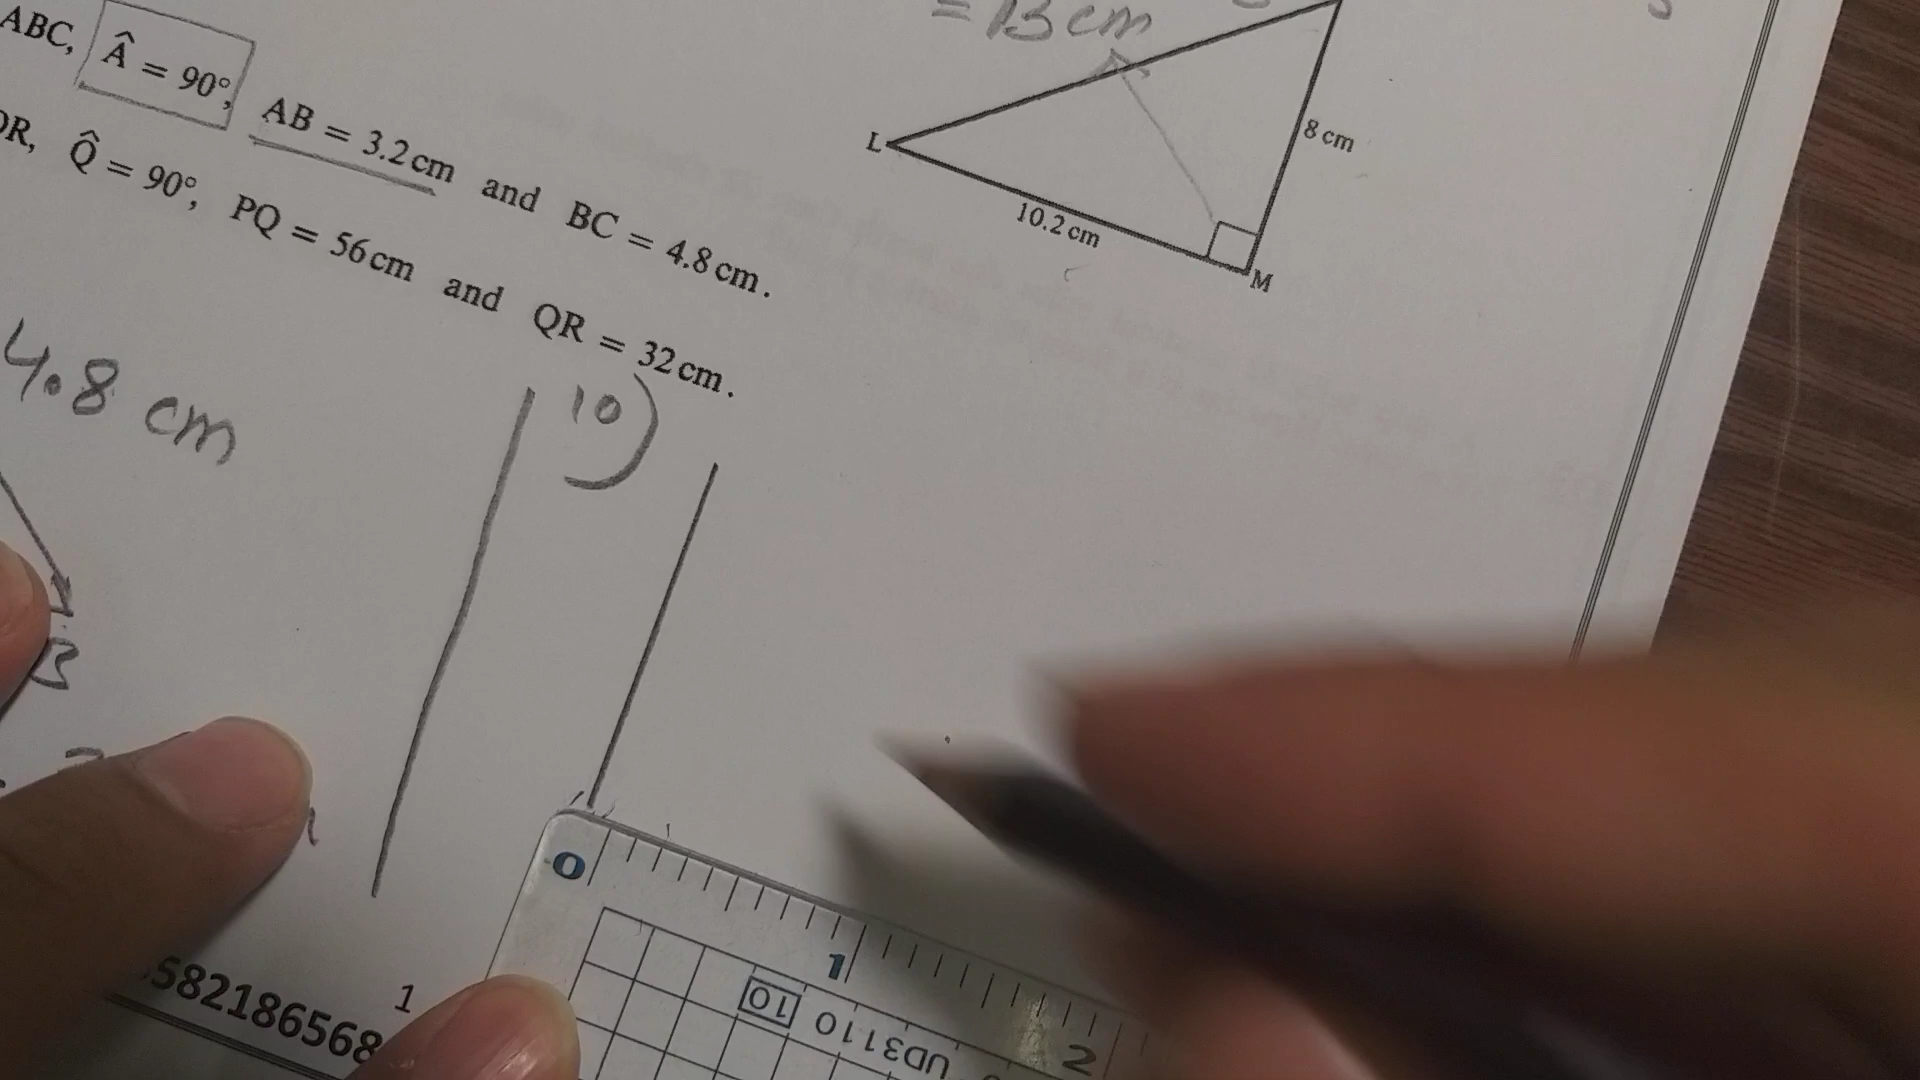 = 13 cm
ABC, Â = 90°, AB = 3.2 cm and BC = 4.8 cm.
QR, Q̂ = 90°, PQ = 56 cm and QR = 32 cm.
L
8 cm
10.2 cm
M
4.8 cm
10)
B
582186568
1
0
1
2
10
UD3110